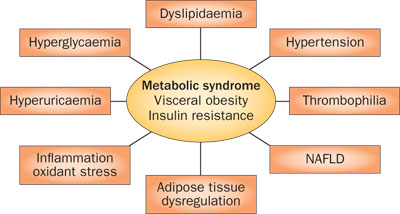 Dyslipidaemia
Hyperglycaemia
Hypertension
Metabolic syndrome
Visceral obesity
Insulin resistance
Hyperuricaemia
Thrombophilia
Inflammation
oxidant stress
NAFLD
Adipose tissue
dysregulation